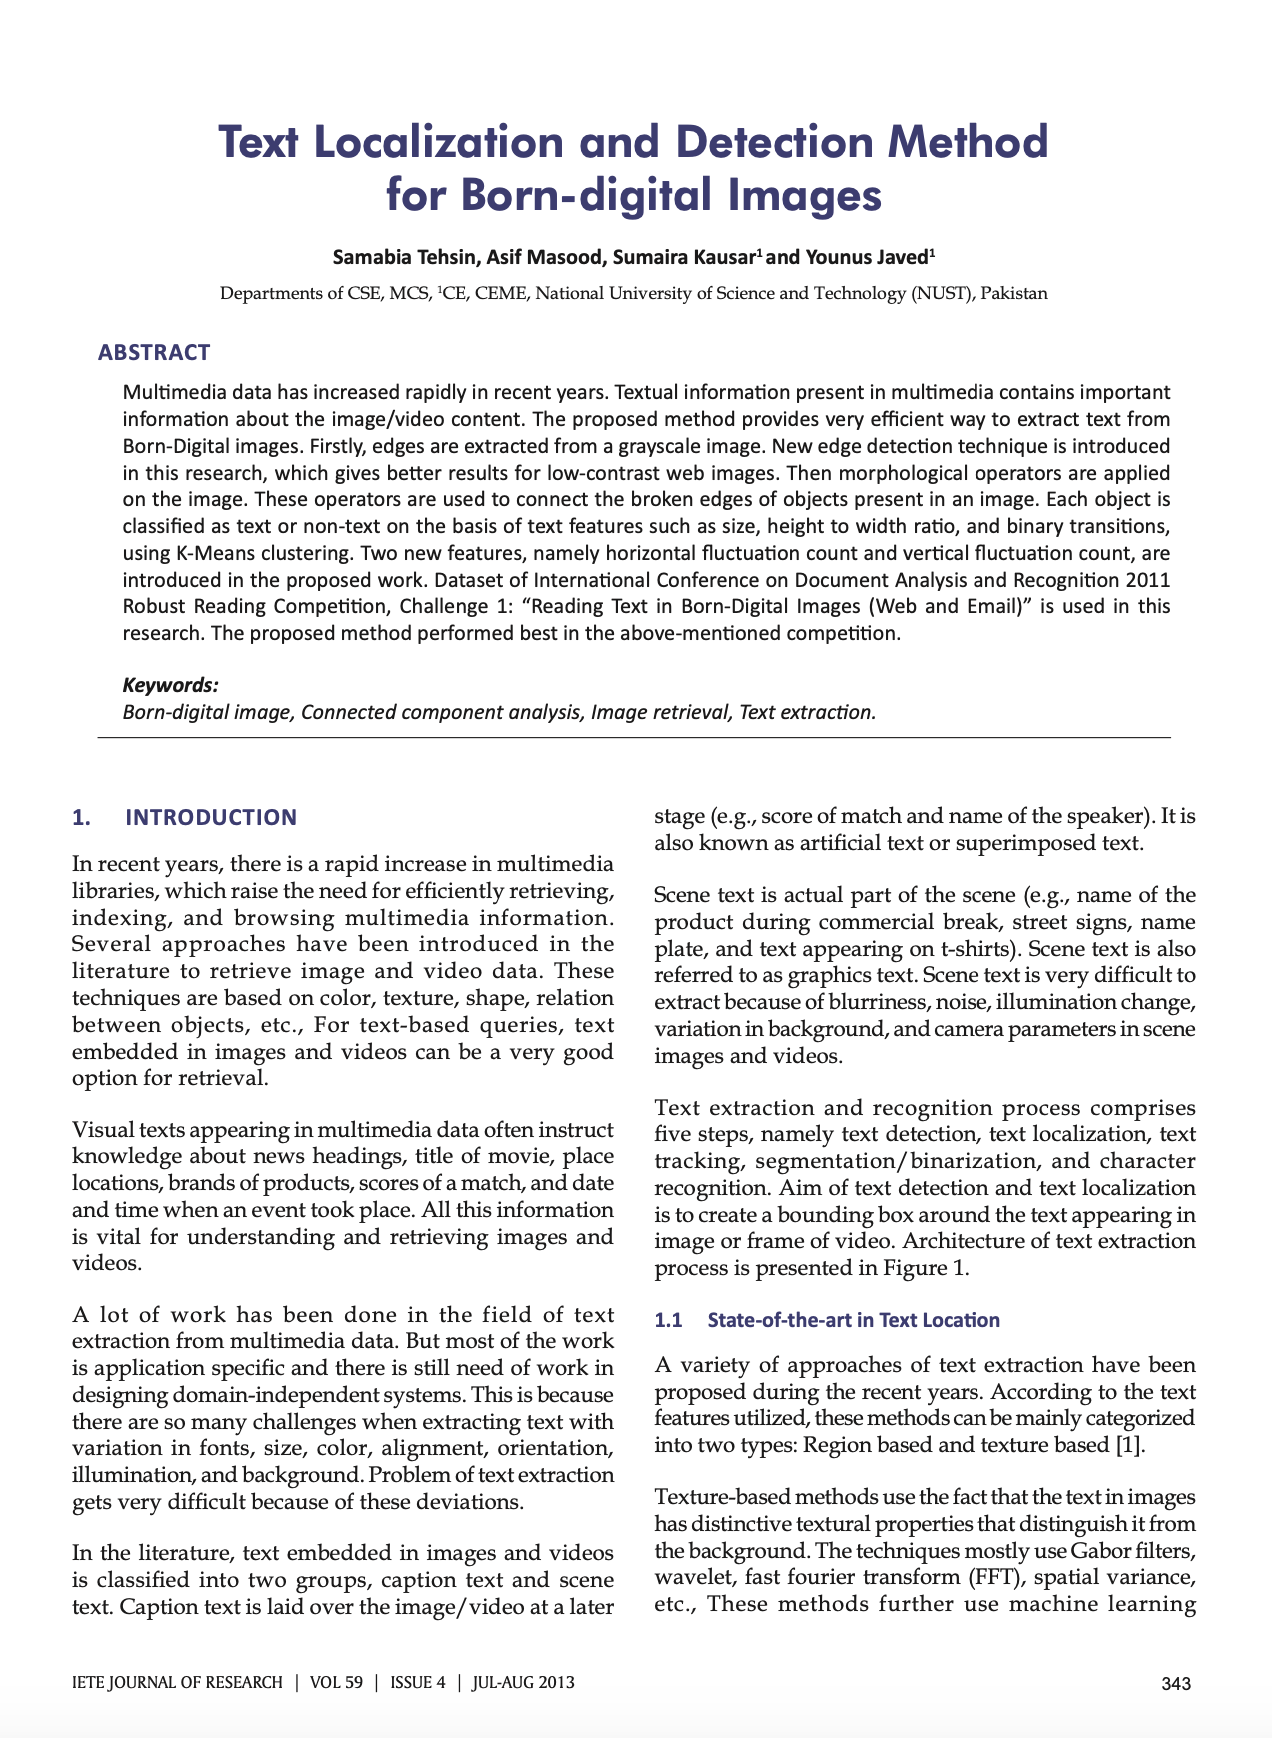 Text Localization and Detection Method
for Born-digital Images
Samabia Tehsin, Asif Masood, Sumaira Kausar¹ and Younus Javed¹
Departments of CSE, MCS, ¹CE, CEME, National University of Science and Technology (NUST), Pakistan
ABSTRACT
Multimedia data has increased rapidly in recent years. Textual information present in multimedia contains important
information about the image/video content. The proposed method provides very efficient way to extract text from
Born-Digital images. Firstly, edges are extracted from a grayscale image. New edge detection technique is introduced
in this research, which gives better results for low-contrast web images. Then morphological operators are applied
on the image. These operators are used to connect the broken edges of objects present in an image. Each object is
classified as text or non-text on the basis of text features such as size, height to width ratio, and binary transitions,
using K-Means clustering. Two new features, namely horizontal fluctuation count and vertical fluctuation count, are
introduced in the proposed work. Dataset of International Conference on Document Analysis and Recognition 2011
Robust Reading Competition, Challenge 1: “Reading Text in Born-Digital Images (Web and Email)” is used in this
research. The proposed method performed best in the above-mentioned competition.
Keywords:
Born-digital image, Connected component analysis, Image retrieval, Text extraction.
1. INTRODUCTION
In recent years, there is a rapid increase in multimedia
libraries, which raise the need for efficiently retrieving,
indexing, and browsing multimedia information.
Several approaches have been introduced in the
literature to retrieve image and video data. These
techniques are based on color, texture, shape, relation
between objects, etc., For text-based queries, text
embedded in images and videos can be a very good
option for retrieval.
Visual texts appearing in multimedia data often instruct
knowledge about news headings, title of movie, place
locations, brands of products, scores of a match, and date
and time when an event took place. All this information
is vital for understanding and retrieving images and
videos.
A lot of work has been done in the field of text
extraction from multimedia data. But most of the work
is application specific and there is still need of work in
designing domain-independent systems. This is because
there are so many challenges when extracting text with
variation in fonts, size, color, alignment, orientation,
illumination, and background. Problem of text extraction
gets very difficult because of these deviations.
In the literature, text embedded in images and videos
is classified into two groups, caption text and scene
text. Caption text is laid over the image/video at a later
stage (e.g., score of match and name of the speaker). It is
also known as artificial text or superimposed text.
Scene text is actual part of the scene (e.g., name of the
product during commercial break, street signs, name
plate, and text appearing on t-shirts). Scene text is also
referred to as graphics text. Scene text is very difficult to
extract because of blurriness, noise, illumination change,
variation in background, and camera parameters in scene
images and videos.
Text extraction and recognition process comprises
five steps, namely text detection, text localization, text
tracking, segmentation/binarization, and character
recognition. Aim of text detection and text localization
is to create a bounding box around the text appearing in
image or frame of video. Architecture of text extraction
process is presented in Figure 1.
1.1 State-of-the-art in Text Location
A variety of approaches of text extraction have been
proposed during the recent years. According to the text
features utilized, these methods can be mainly categorized
into two types: Region based and texture based [1].
Texture-based methods use the fact that the text in images
has distinctive textural properties that distinguish it from
the background. The techniques mostly use Gabor filters,
wavelet, fast fourier transform (FFT), spatial variance,
etc., These methods further use machine learning
IETE JOURNAL OF RESEARCH | VOL 59 | ISSUE 4 | JUL-AUG 2013
343